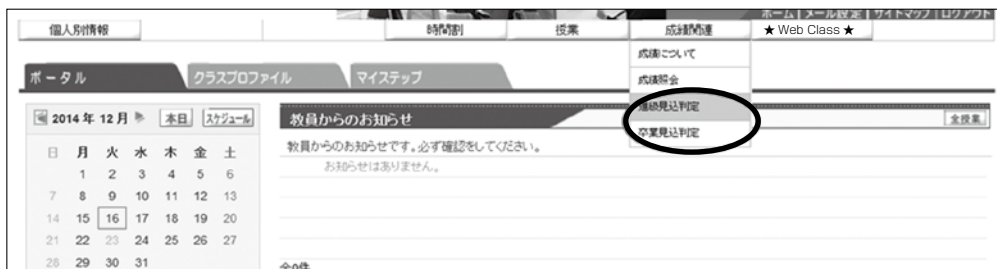 ホーム | メール設定 | サイトマップ | ログアウト
個人別情報 時間割 授業 成績関連 ★ Web Class ★
成績について
成績照会
進級見込判定
卒業見込判定
ポータル クラスプロファイル マイステップ
2014年 12月 本日 スケジュール
日 月 火 水 木 金 土
1 2 3 4 5 6
7 8 9 10 11 12 13
14 15 16 17 18 19 20
21 22 23 24 25 26 27
28 29 30 31
教員からのお知らせ 全授業
教員からのお知らせです。必ず確認をしてください。
お知らせはありません。
全0件